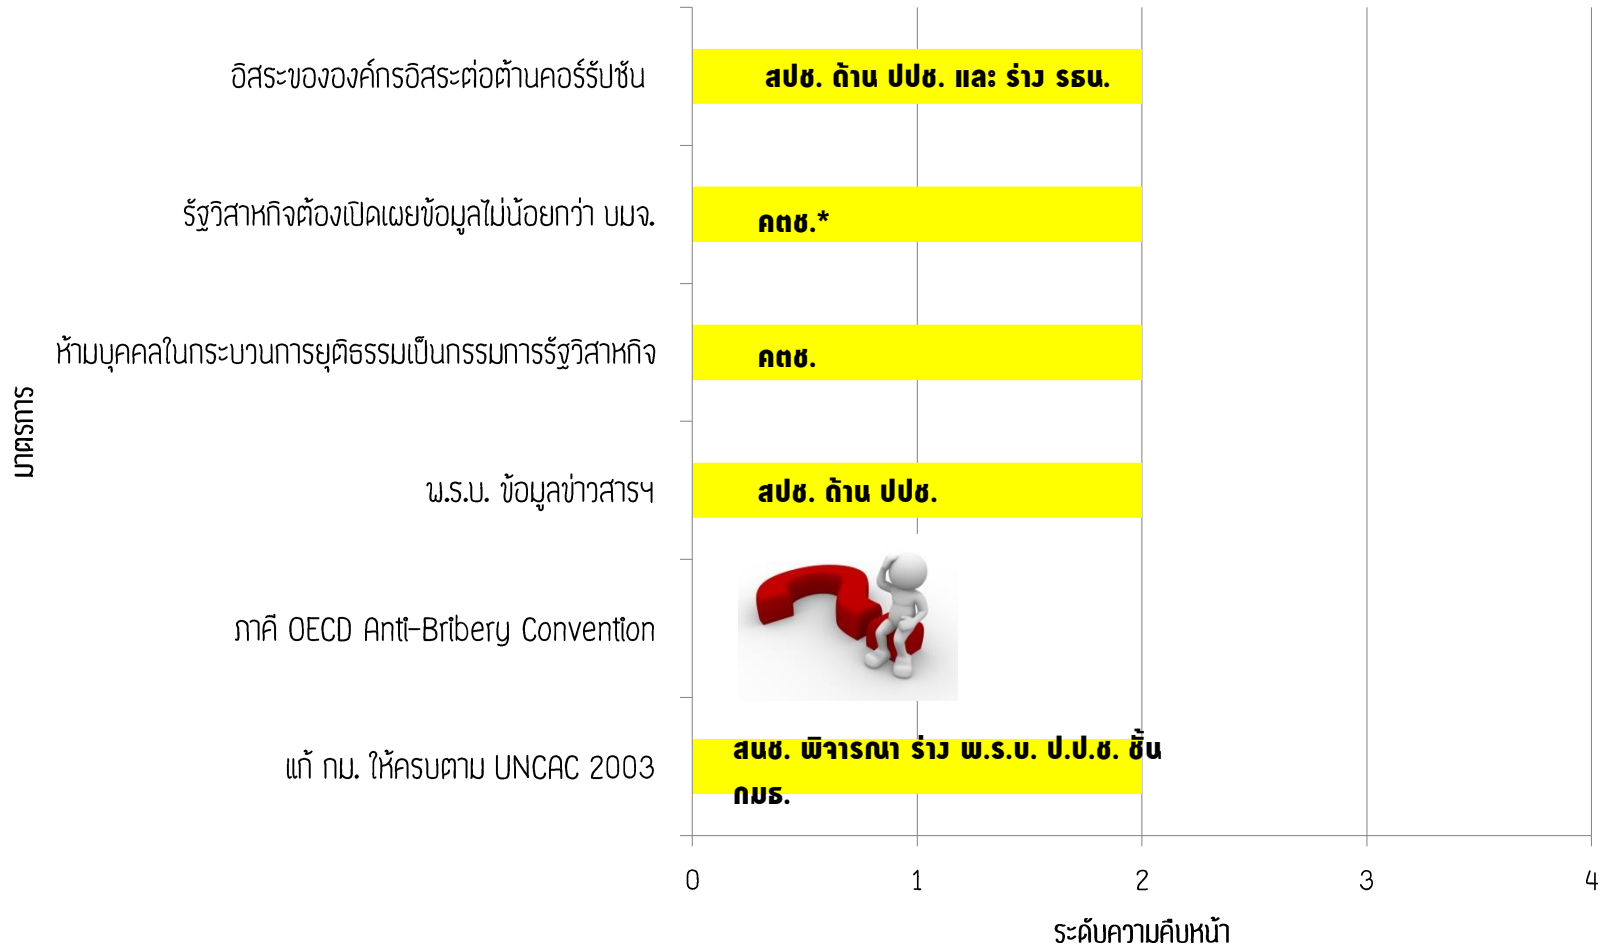 อิสระขององค์กรอิสระต่อต้านคอร์รัปชัน
สปช. ด้าน ปปช. และ ร่าง รธน.
รัฐวิสาหกิจต้องเปิดเผยข้อมูลไม่น้อยกว่า บมจ.
คตช.*
ห้ามบุคคลในกระบวนการยุติธรรมเป็นกรรมการรัฐวิสาหกิจ
คตช.
มาตรการ
พ.ร.บ. ข้อมูลข่าวสารฯ
สปช. ด้าน ปปช.
ภาคี OECD Anti-Bribery Convention
แก้ กม. ให้ครบตาม UNCAC 2003
สนช. พิจารณา ร่าง พ.ร.บ. ป.ป.ช. ชั้น
กมธ.
0 1 2 3 4
ระดับความคืบหน้า